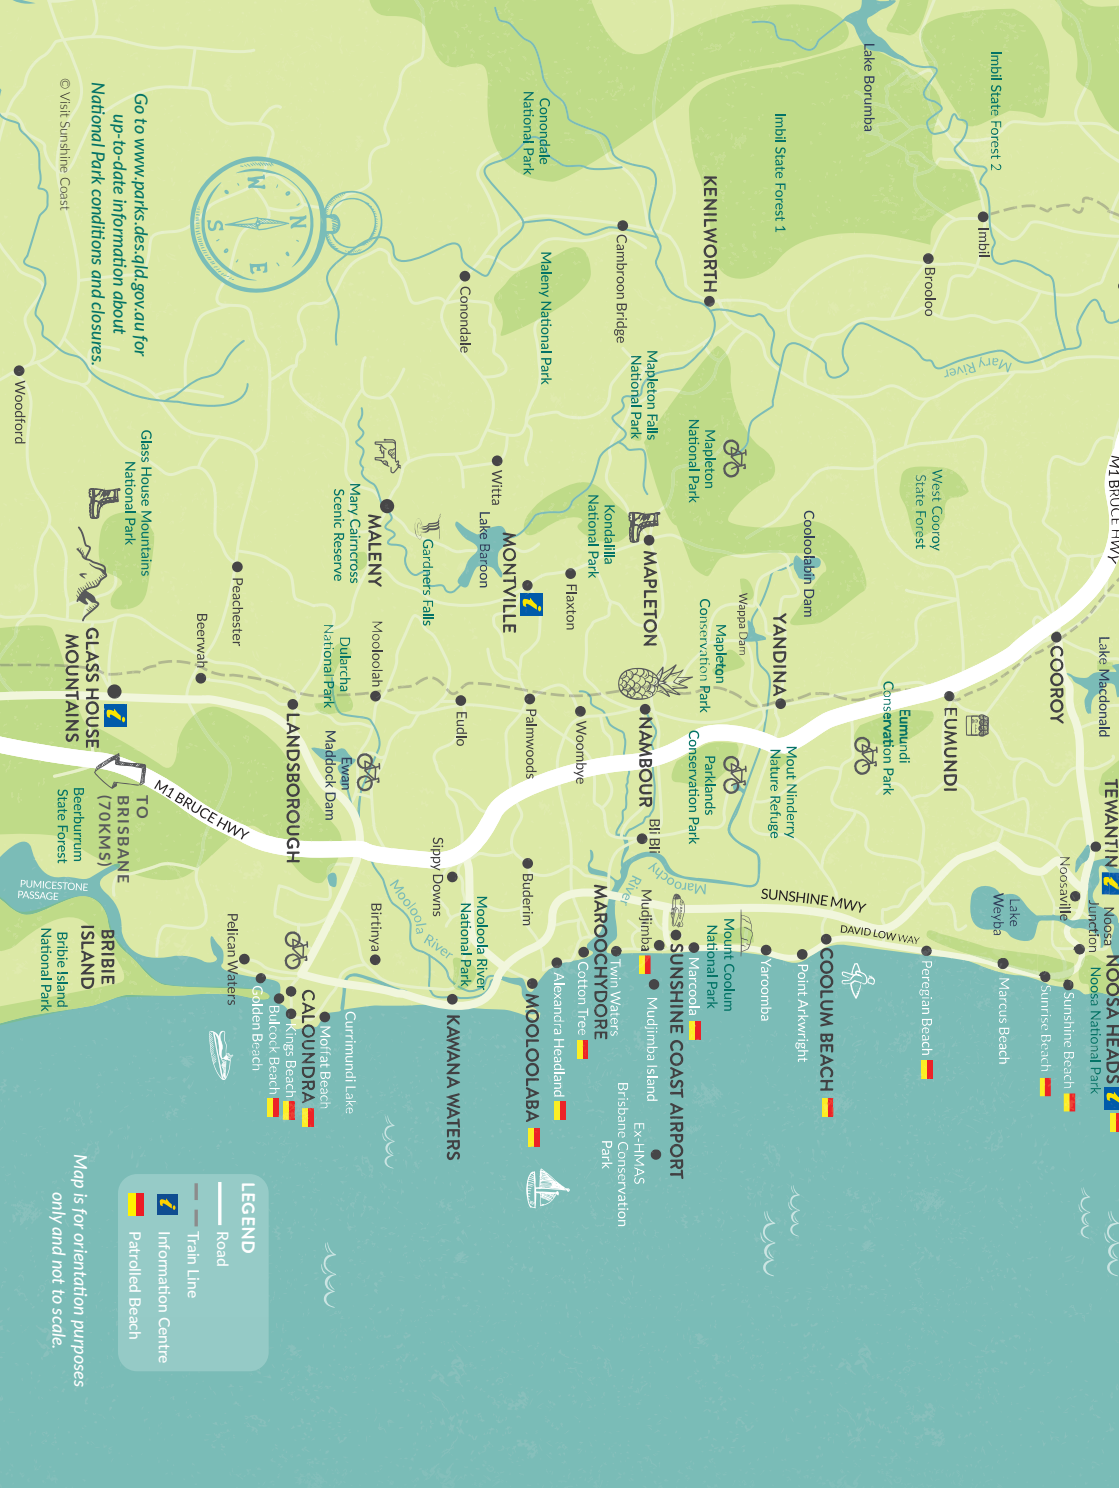 Imbil State Forest 2
Lake Borumba
Imbil State Forest 1
Imbil
Brooloo
Mary River
KENILWORTH
Cambroon Bridge
Conondale
National Park
Maleny National Park
Conondale
© Visit Sunshine Coast
Go to www.parks.des.qld.gov.au for
up-to-date information about
National Park conditions and closures.
N
E
S
W
Woodford
M1 BRUCE HWY
West Cooroy
State Forest
Mapleton Falls
National Park
Mapleton
National Park
Cooloolabin Dam
Wappa Dam
Kondalilla
National Park
MAPLETON
Mapleton
Conservation Park
YANDINA
Witta
Lake Baroon
MONTVILLE
i
Flaxton
Gardners Falls
MALENY
Mary Cairncross
Scenic Reserve
Glass House Mountains
National Park
Peachester
Beerwah
GLASS HOUSE
MOUNTAINS
i
Mooloolah
Dularcha
National Park
LANDSBOROUGH
Ewan
Maddock Dam
Eudlo
Palmwoods
Woombye
NAMBOUR
Parklands
Conservation Park
Mout Ninderry
Nature Refuge
Eumundi
Conservation Park
EUMUNDI
COOROY
Lake Macdonald
TEWANTIN
i
Noosaville
Noosa
Junction
NOOSA HEADS
i
Noosa National Park
Lake
Weyba
Sunshine Beach
Sunrise Beach
Marcus Beach
Peregian Beach
DAVID LOW WAY
SUNSHINE MWY
COOLUM BEACH
Point Arkwright
Yaroomba
Mount Coolum
National Park
Marcoola
SUNSHINE COAST AIRPORT
Mudjimba
Mudjimba Island
Maroochy
River
Bli Bli
Twin Waters
MAROOCHYDORE
Cotton Tree
Alexandra Headland
Ex-HMAS
Brisbane Conservation
Park
MOOLOOLABA
Buderim
Sippy Downs
Mooloola River
National Park
Mooloola River
KAWANA WATERS
Birtinya
Currimundi Lake
Moffat Beach
CALOUNDRA
Kings Beach
Bulcock Beach
Golden Beach
Pelican Waters
M1 BRUCE HWY
TO
BRISBANE
(70KMS)
Beerburrum
State Forest
PUMICESTONE
PASSAGE
BRIBIE
ISLAND
Bribie Island
National Park
LEGEND
Road
Train Line
i
Information Centre
Patrolled Beach
Map is for orientation purposes
only and not to scale.